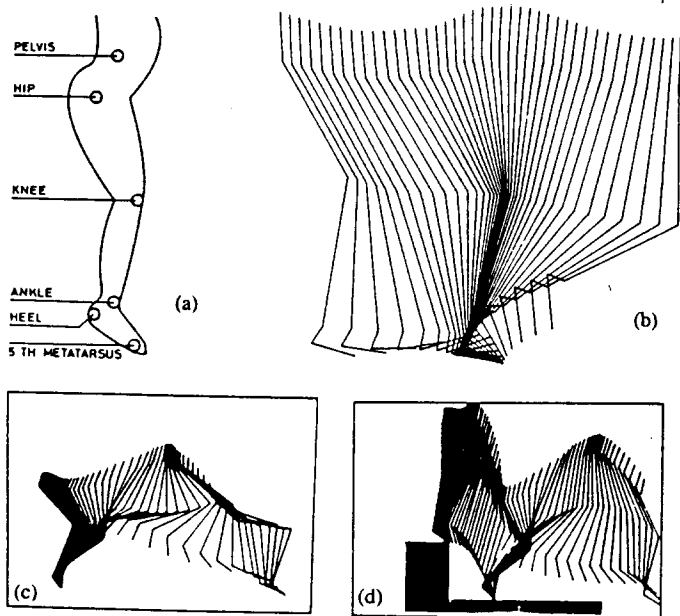 PELVIS
HIP
KNEE
ANKLE
HEEL
5 TH METATARSUS
(a)
(b)
(c)
(d)